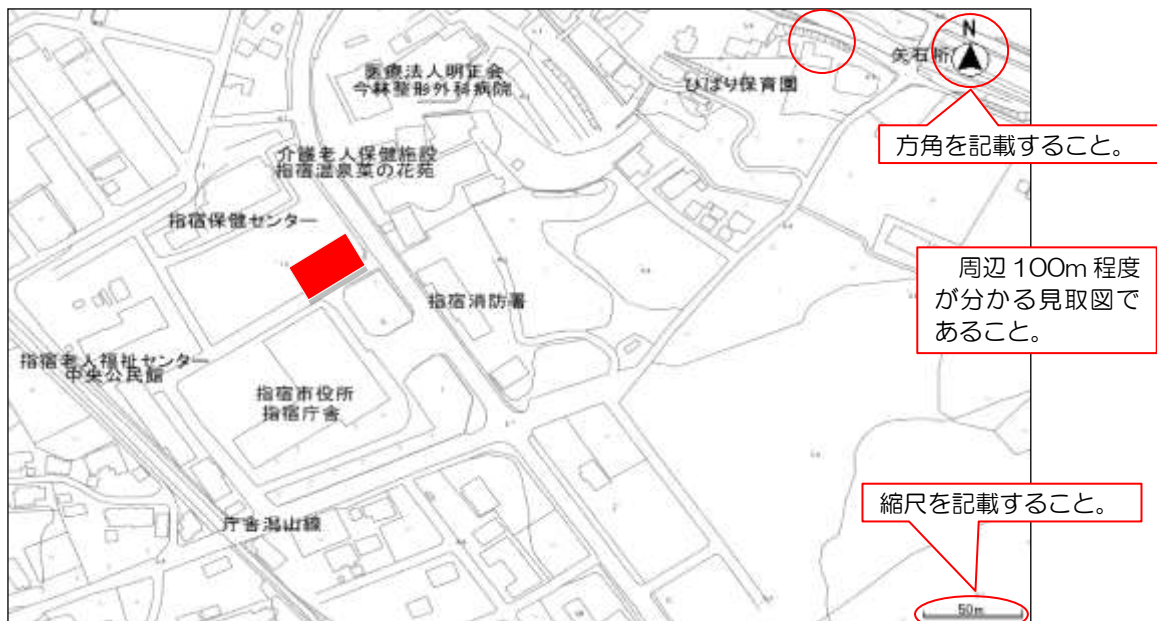 N
矢石所
医療法人明正会
今林整形外科病院
ひばり保育園
方角を記載すること。
介護老人保健施設
指宿温泉菜の花苑
指宿保健センター
周辺100m程度
が分かる見取図で
あること。
指宿消防署
指宿老人福祉センター
中央公民館
指宿市役所
指宿庁舎
縮尺を記載すること。
庁舎潟山線
50m